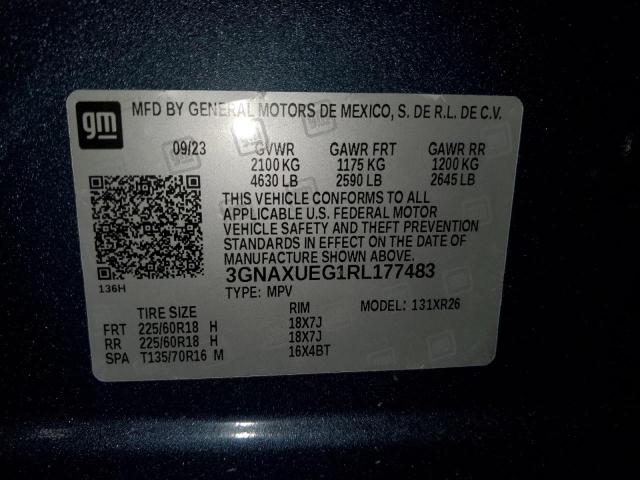 gm
MFD BY GENERAL MOTORS DE MEXICO, S. DE R.L. DE C.V.
09/23 GVWR GAWR FRT GAWR RR
2100 KG 1175 KG 1200 KG
4630 LB 2590 LB 2645 LB
THIS VEHICLE CONFORMS TO ALL
APPLICABLE U.S. FEDERAL MOTOR
VEHICLE SAFETY AND THEFT PREVENTION
STANDARDS IN EFFECT ON THE DATE OF
MANUFACTURE SHOWN ABOVE.
3GNAXUEG1RL177483
136H
TYPE: MPV MODEL: 131XR26
TIRE SIZE RIM
FRT 225/60R18 H 18X7J
RR 225/60R18 H 18X7J
SPA T135/70R16 M 16X4BT